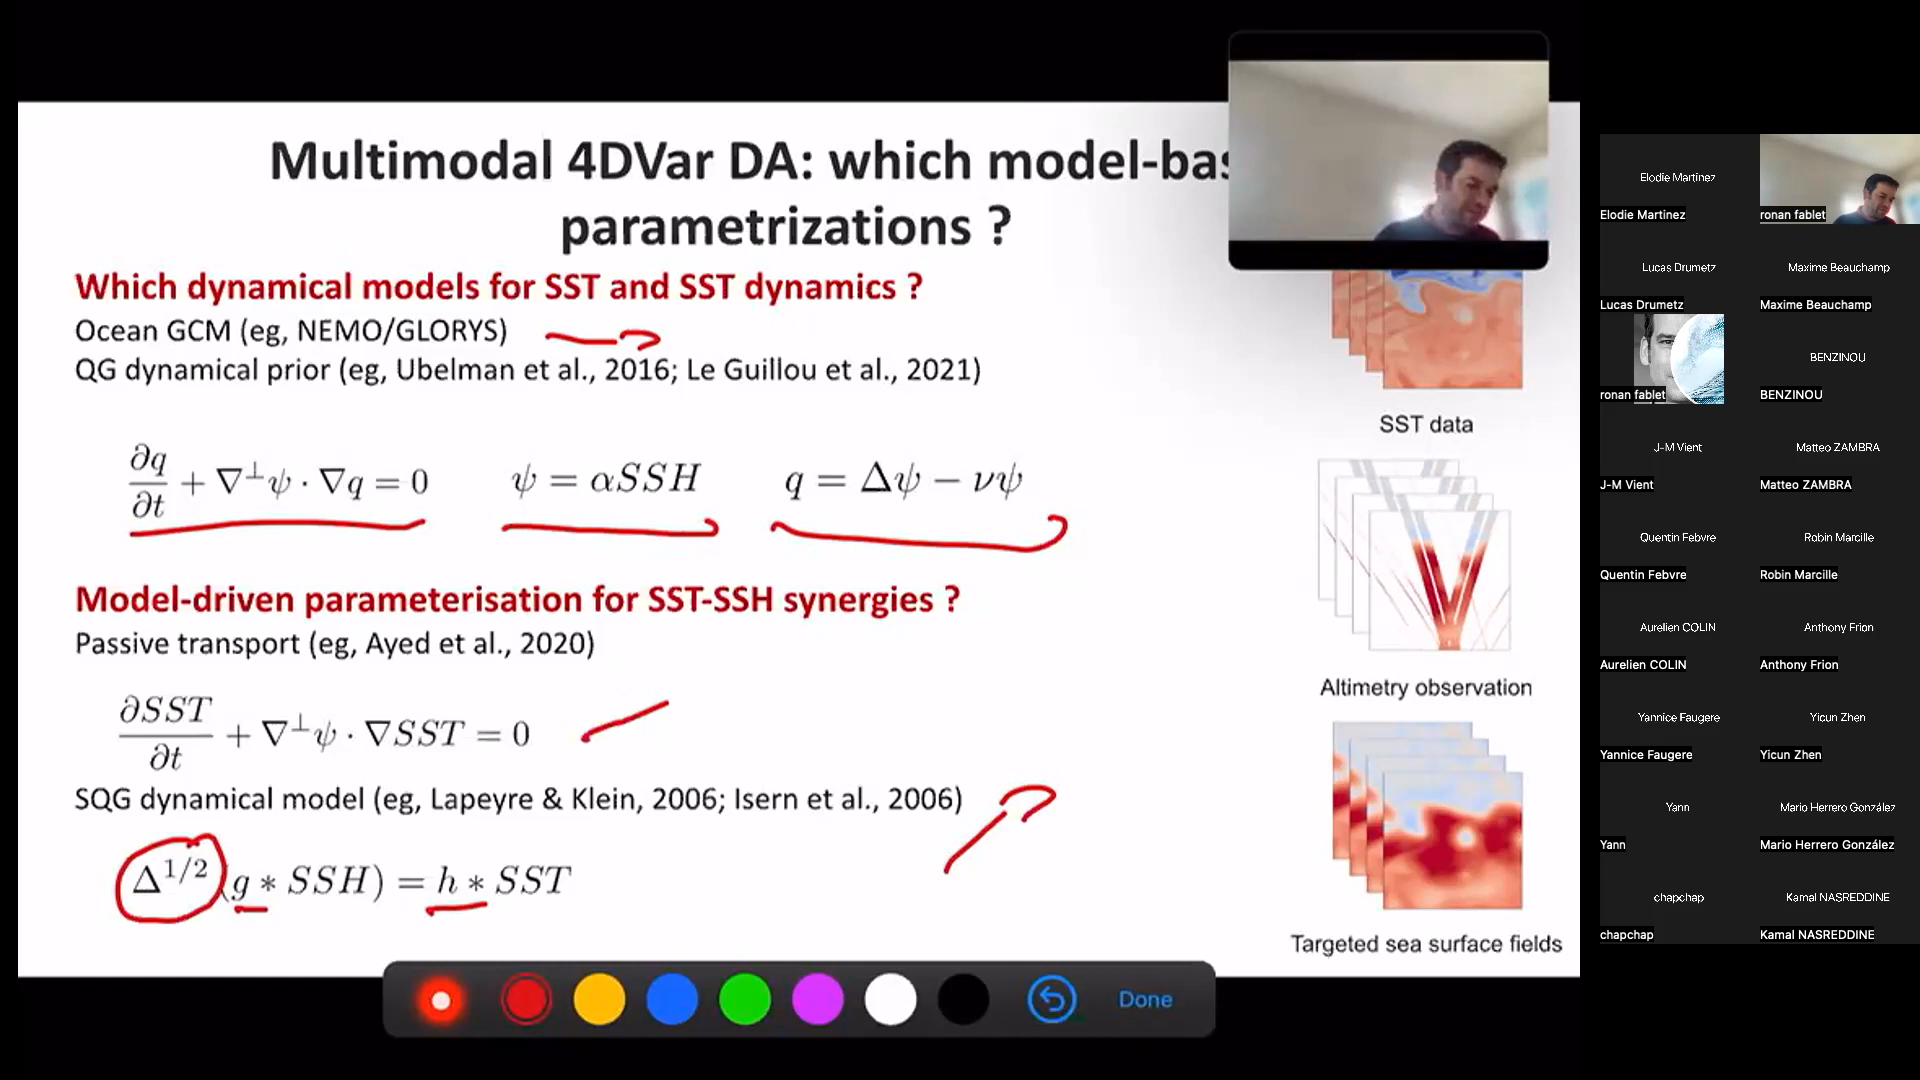 Multimodal 4DVar DA: which model-bas
parametrizations ?
Which dynamical models for SST and SST dynamics ?
Ocean GCM (eg, NEMO/GLORYS)
QG dynamical prior (eg, Ubelman et al., 2016; Le Guillou et al., 2021)
∂q/∂t + ∇⊥ψ · ∇q = 0 ψ = αSSH q = Δψ − νψ
Model-driven parameterisation for SST-SSH synergies ?
Passive transport (eg, Ayed et al., 2020)
∂SST/∂t + ∇⊥ψ · ∇SST = 0
SQG dynamical model (eg, Lapeyre & Klein, 2006; Isern et al., 2006)
Δ^1/2 (g ∗ SSH) = h ∗ SST
SST data
Altimetry observation
Targeted sea surface fields
Done
Elodie Martinez
Elodie Martinez ronan fablet
Lucas Drumetz Maxime Beauchamp
Lucas Drumetz Maxime Beauchamp
BENZINOU
ronan fablet BENZINOU
J-M Vient Matteo ZAMBRA
J-M Vient Matteo ZAMBRA
Quentin Febvre Robin Marcille
Quentin Febvre Robin Marcille
Aurelien COLIN Anthony Frion
Aurelien COLIN Anthony Frion
Yannice Faugere Yicun Zhen
Yannice Faugere Yicun Zhen
Yann Mario Herrero González
Yann Mario Herrero González
chapchap Kamal NASREDDINE
chapchap Kamal NASREDDINE